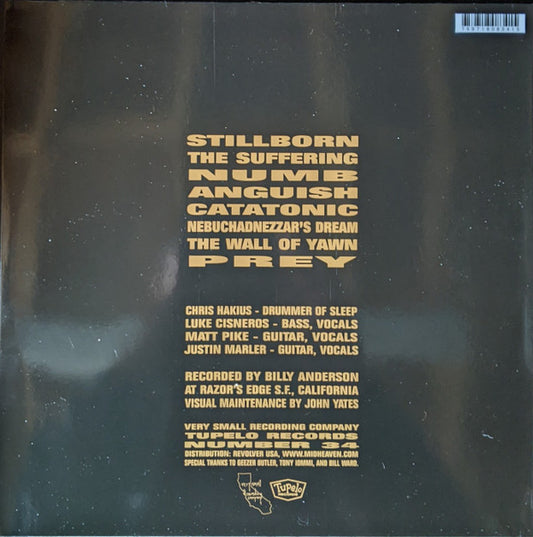 STILLBORN
THE SUFFERING
NUMB
ANGUISH
CATATONIC
NEBUCHADNEZZAR'S DREAM
THE WALL OF YAWN
PREY
CHRIS HAKIUS - DRUMMER OF SLEEP
LUKE CISNEROS - BASS, VOCALS
MATT PIKE - GUITAR, VOCALS
JUSTIN MARLER - GUITAR, VOCALS
RECORDED BY BILLY ANDERSON
AT RAZOR'S EDGE S.F., CALIFORNIA
VISUAL MAINTENANCE BY JOHN YATES
VERY SMALL RECORDING COMPANY
TUPELO RECORDS
NUMBER 34
DISTRIBUTION: REVOLVER USA, WWW.MIDHEAVEN.COM
SPECIAL THANKS TO GEEZER BUTLER, TONY IOMMI, AND BILL WARD.
Tupelo